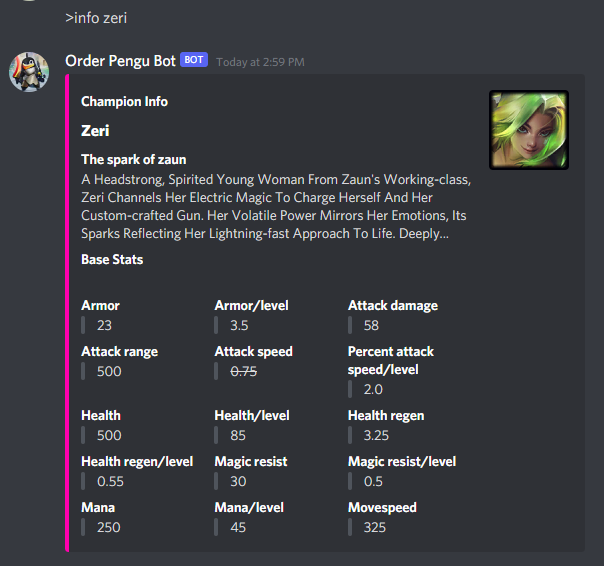 >info zeri
Order Pengu Bot BOT Today at 2:59 PM
Champion Info
Zeri
The spark of zaun
A Headstrong, Spirited Young Woman From Zaun's Working-class,
Zeri Channels Her Electric Magic To Charge Herself And Her
Custom-crafted Gun. Her Volatile Power Mirrors Her Emotions, Its
Sparks Reflecting Her Lightning-fast Approach To Life. Deeply...
Base Stats
Armor Armor/level Attack damage
23 3.5 58
Attack range Attack speed Percent attack
speed/level
500 0.75 2.0
Health Health/level Health regen
500 85 3.25
Health regen/level Magic resist Magic resist/level
0.55 30 0.5
Mana Mana/level Movespeed
250 45 325